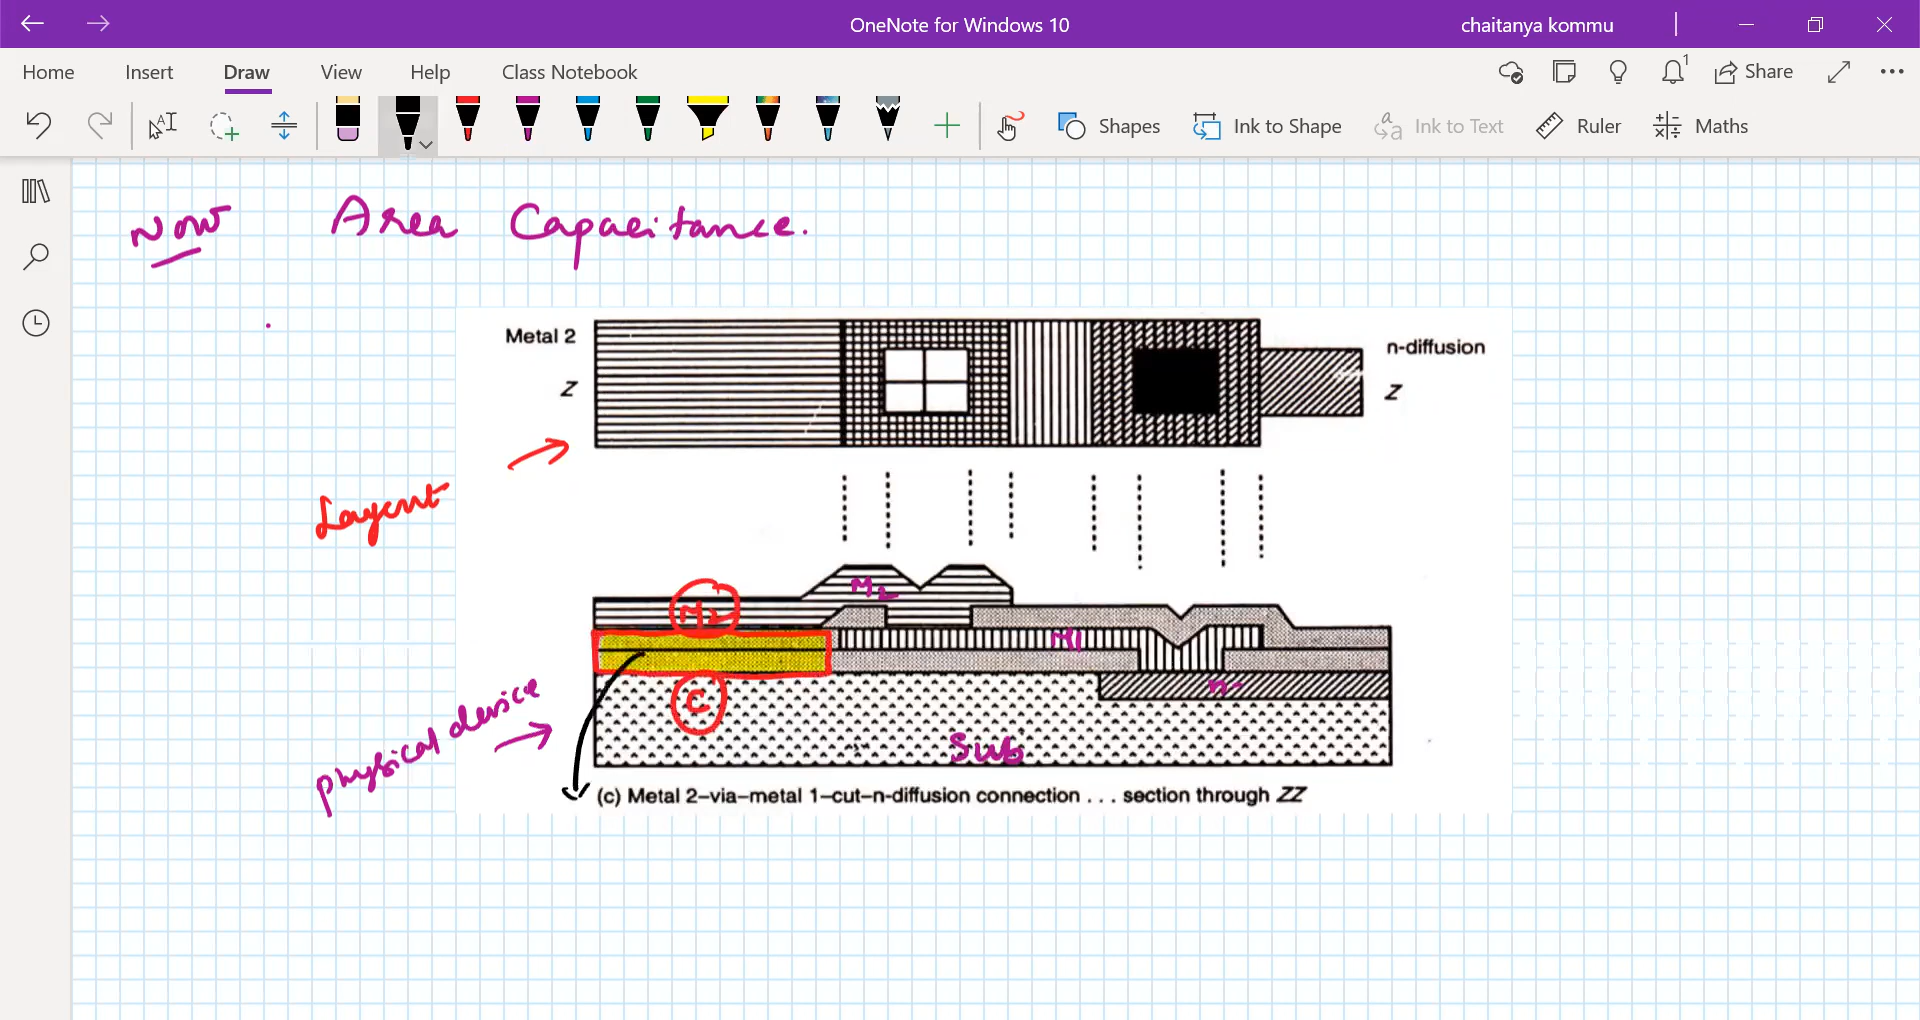 OneNote for Windows 10
chaitanya kommu
Home Insert Draw View Help Class Notebook
1 Share
Shapes Ink to Shape Ink to Text Ruler Maths
Now Area Capacitance.
Metal 2
n-diffusion
Z
Z
Layout
M2
M2
M1
n-
C
physical device
Sub
(c) Metal 2–via–metal 1–cut–n-diffusion connection . . . section through ZZ